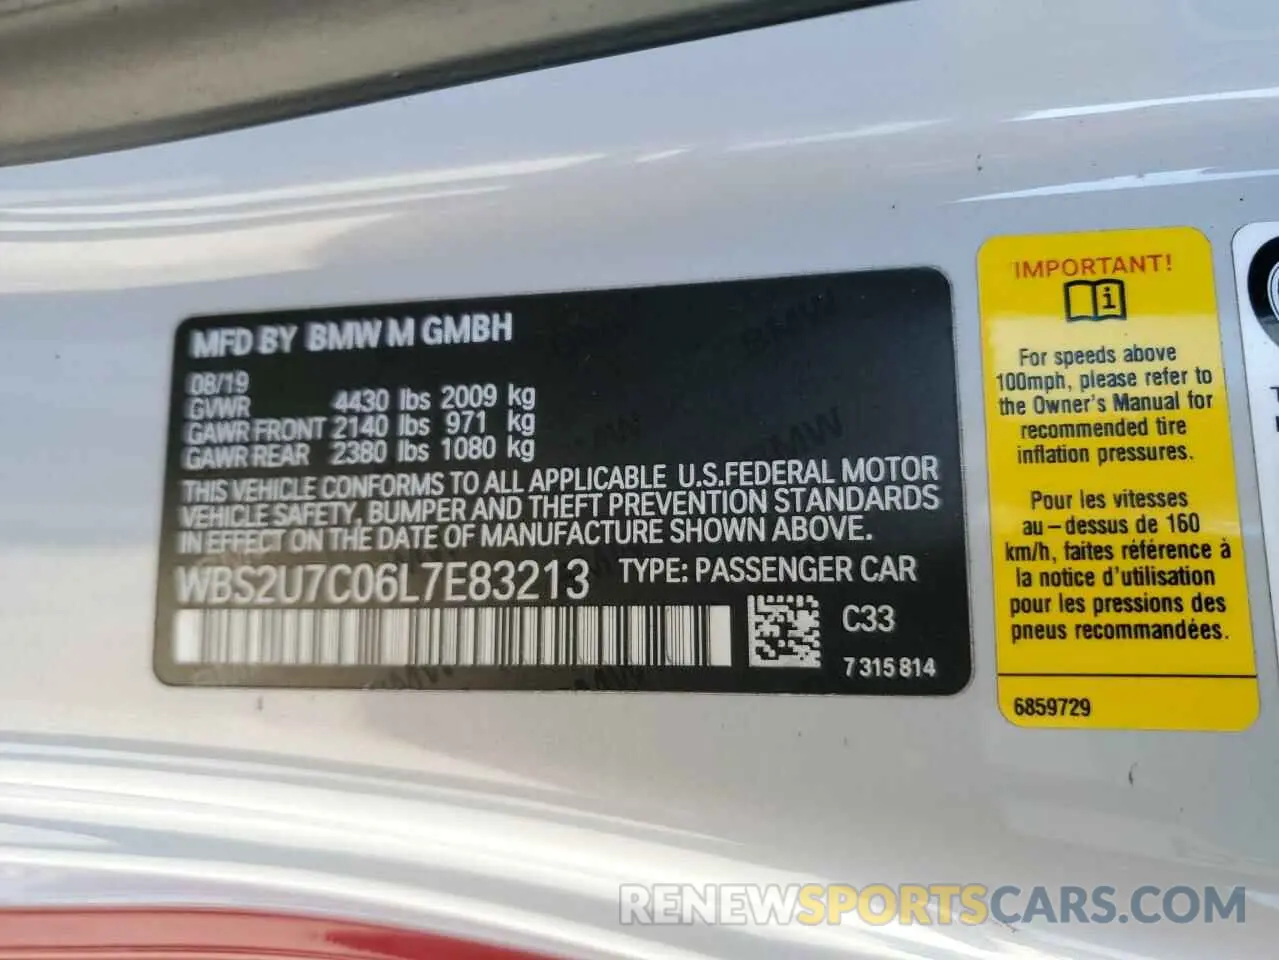 MFD BY BMW M GMBH
08/19
GVWR 4430 lbs 2009 kg
GAWR FRONT 2140 lbs 971 kg
GAWR REAR 2380 lbs 1080 kg
THIS VEHICLE CONFORMS TO ALL APPLICABLE U.S.FEDERAL MOTOR
VEHICLE SAFETY, BUMPER AND THEFT PREVENTION STANDARDS
IN EFFECT ON THE DATE OF MANUFACTURE SHOWN ABOVE.
WBS2U7C06L7E83213 TYPE: PASSENGER CAR
C33
7 315 814
IMPORTANT!
For speeds above
100mph, please refer to
the Owner's Manual for
recommended tire
inflation pressures.
Pour les vitesses
au-dessus de 160
km/h, faites référence à
la notice d'utilisation
pour les pressions des
pneus recommandées.
6859729
RENEWSPORTSCARS.COM